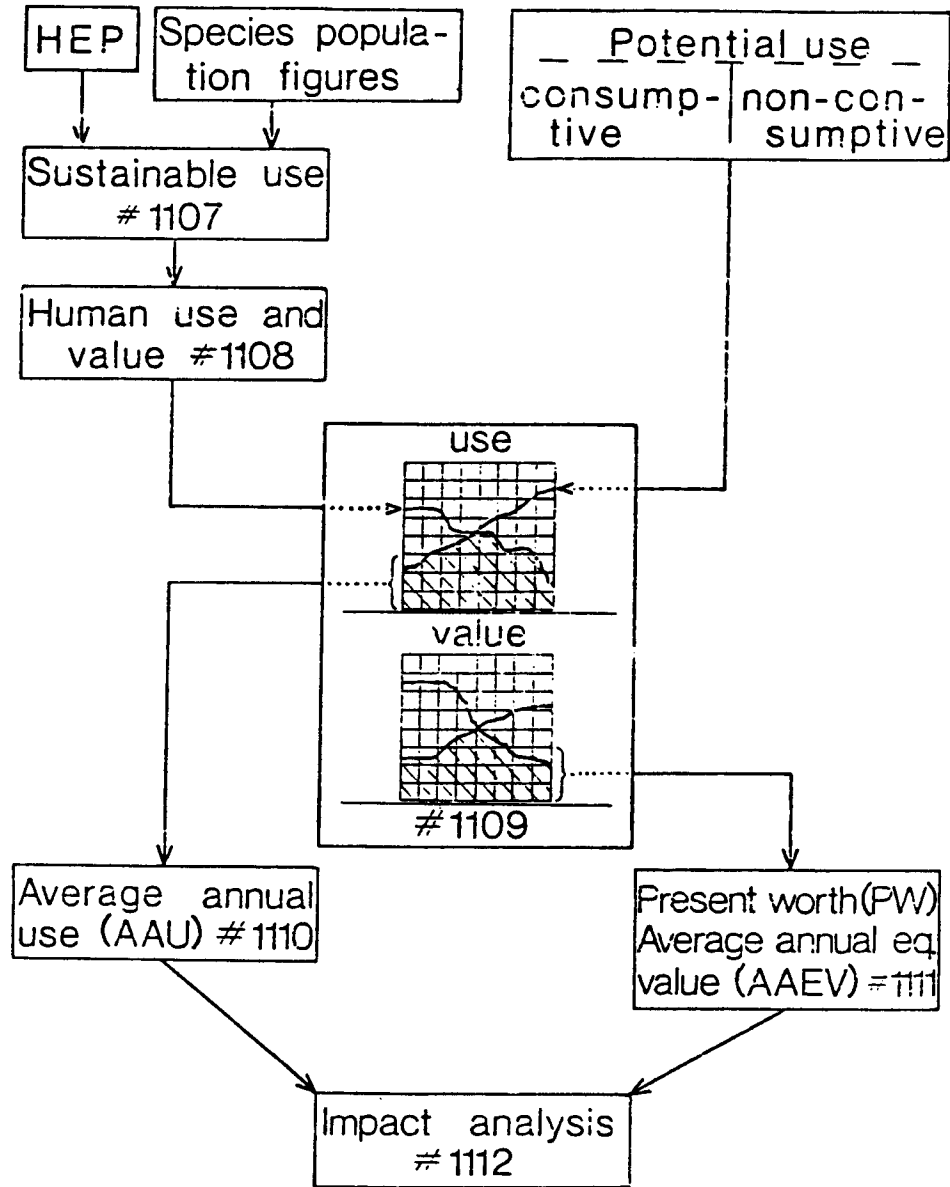 HEP
Species popula-
tion figures
Potential use
consump-
tive
non-con-
sumptive
Sustainable use
#1107
Human use and
value #1108
use
value
#1109
Average annual
use (AAU) #1110
Present worth(PW)
Average annual eq
value (AAEV) #1111
Impact analysis
#1112